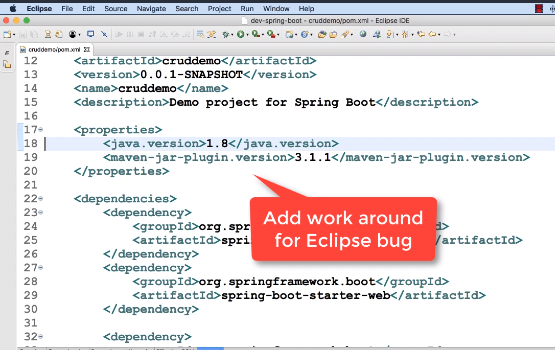 Eclipse File Edit Source Navigate Search Project Run Window Help
dev-spring-boot - cruddemo/pom.xml - Eclipse IDE
cruddemo/pom.xml
12 <artifactId>cruddemo</artifactId>
13 <version>0.0.1-SNAPSHOT</version>
14 <name>cruddemo</name>
15 <description>Demo project for Spring Boot</description>
16
17 <properties>
18 <java.version>1.8</java.version>
19 <maven-jar-plugin.version>3.1.1</maven-jar-plugin.version>
20 </properties>
21
22 <dependencies>
23 <dependency>
24 <groupId>org.sp
25 <artifactId>sp artifactId>
26 </dependency>
27 <dependency>
28 <groupId>org.springframework.boot</groupId>
29 <artifactId>spring-boot-starter-web</artifactId>
30 </dependency>
31
32 <dependency>
Add work around
for Eclipse bug